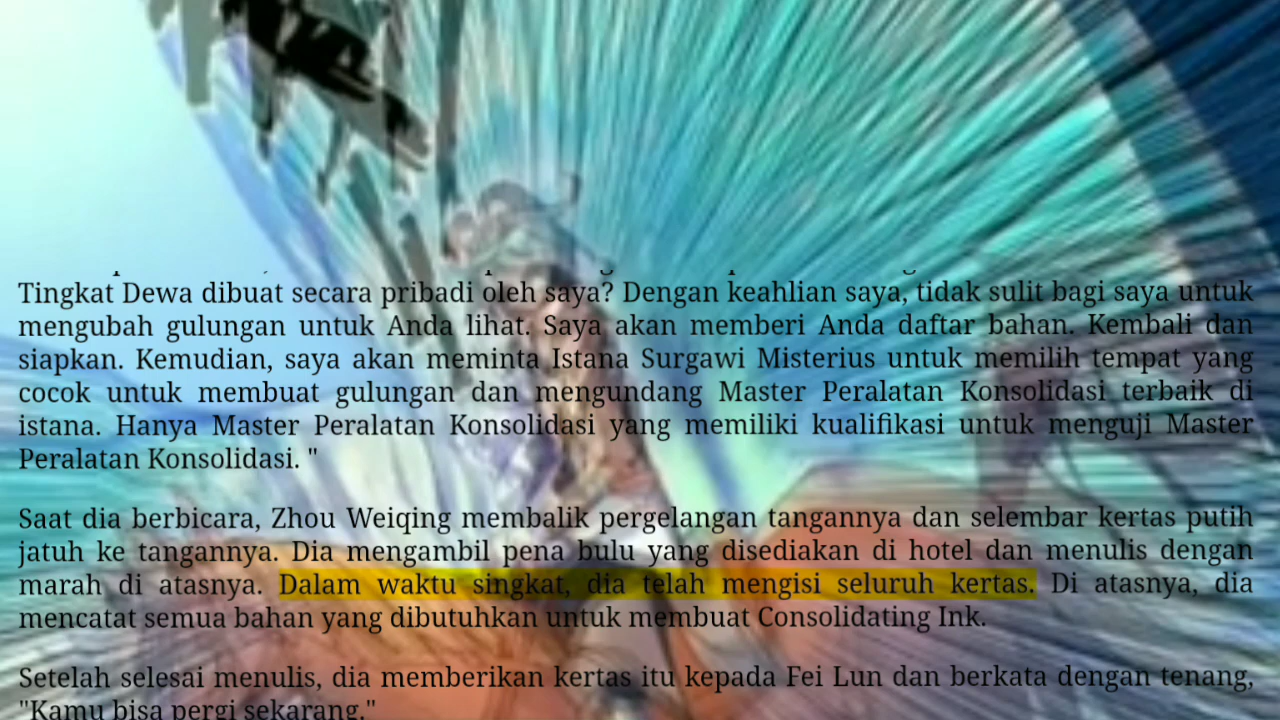 Tingkat Dewa dibuat secara pribadi oleh saya? Dengan keahlian saya, tidak sulit bagi saya untuk
mengubah gulungan untuk Anda lihat. Saya akan memberi Anda daftar bahan. Kembali dan
siapkan. Kemudian, saya akan meminta Istana Surgawi Misterius untuk memilih tempat yang
cocok untuk membuat gulungan dan mengundang Master Peralatan Konsolidasi terbaik di
istana. Hanya Master Peralatan Konsolidasi yang memiliki kualifikasi untuk menguji Master
Peralatan Konsolidasi. "
Saat dia berbicara, Zhou Weiqing membalik pergelangan tangannya dan selembar kertas putih
jatuh ke tangannya. Dia mengambil pena bulu yang disediakan di hotel dan menulis dengan
marah di atasnya. Dalam waktu singkat, dia telah mengisi seluruh kertas. Di atasnya, dia
mencatat semua bahan yang dibutuhkan untuk membuat Consolidating Ink.
Setelah selesai menulis, dia memberikan kertas itu kepada Fei Lun dan berkata dengan tenang,
"Kamu bisa pergi sekarang."